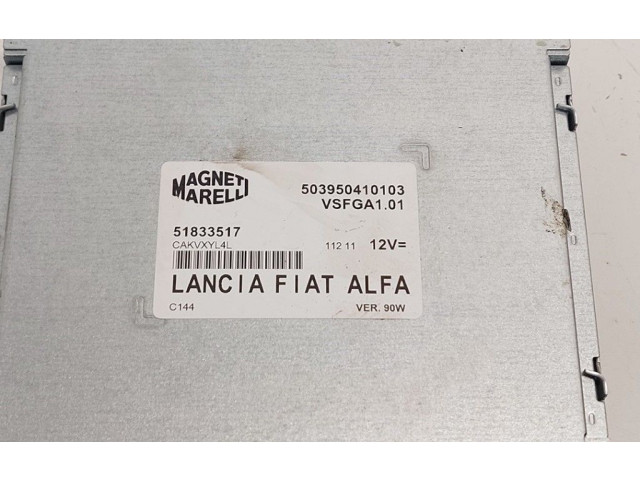 MAGNETI
MARELLI
503950410103
VSFGA1.01
51833517
CAKVXYL4L
112 11 12V=
LANCIA FIAT ALFA
C144 VER. 90W